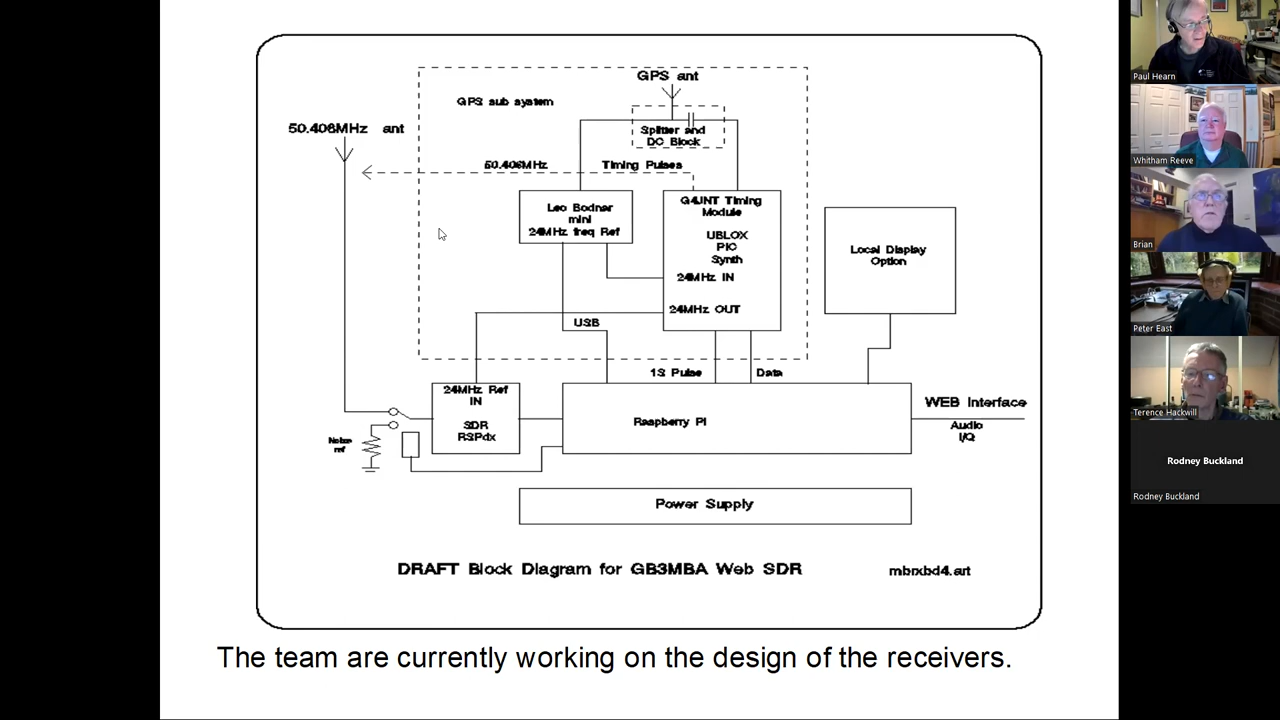 GPS ant
GPS sub system
Splitter and
DC Block
50.408MHz ant
50.408MHz
Timing Pulses
Leo Bodnar
mini
24MHz freq Ref
G4JNT Timing
Module
UBLOX
PIC
Synth
24MHz IN
24MHz OUT
Local Display
Option
USB
1S Pulse
Data
24MHz Ref
IN
SDR
RSPdx
Noise
ref
Raspberry PI
WEB Interface
Audio
I/Q
Power Supply
DRAFT Block Diagram for GB3MBA Web SDR
mbrxbd4.art
The team are currently working on the design of the receivers.
Paul Hearn
Whitham Reeve
Brian
Peter East
Terence Hackwill
Rodney Buckland
Rodney Buckland